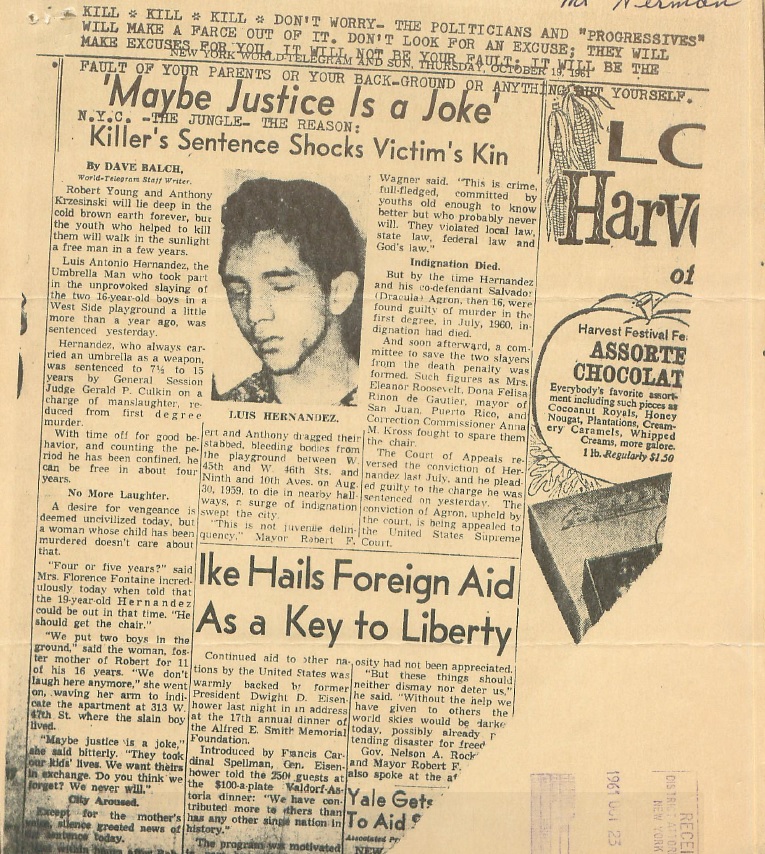 Mr Herman
KILL * KILL * KILL * DON'T WORRY- THE POLITICIANS AND "PROGRESSIVES"
WILL MAKE A FARCE OUT OF IT. DON'T LOOK FOR AN EXCUSE; THEY WILL
MAKE EXCUSES FOR YOU. IT WILL NOT BE YOUR FAULT; IT WILL BE THE
NEW YORK WORLD-TELEGRAM AND SUN, THURSDAY, OCTOBER 19, 1961
FAULT OF YOUR PARENTS OR YOUR BACK-GROUND OR ANYTHING BUT YOURSELF.
'Maybe Justice Is a Joke'
N.Y.C. -THE JUNGLE- THE REASON:
Killer's Sentence Shocks Victim's Kin
By DAVE BALCH,
World-Telegram Staff Writer.
Robert Young and Anthony
Krzesinski will lie deep in the
cold brown earth forever, but
the youth who helped to kill
them will walk in the sunlight
a free man in a few years.
Luis Antonio Hernandez, the
Umbrella Man who took part
in the unprovoked slaying of
the two 16-year-old boys in a
West Side playground a little
more than a year ago, was
sentenced yesterday.
Hernandez, who always car-
ried an umbrella as a weapon,
was sentenced to 7½ to 15
years by General Session
Judge Gerald P. Culkin on a
charge of manslaughter, re-
duced from first degree
murder.
With time off for good be-
havior, and counting the pe-
riod he has been confined, he
can be free in about four
years.
No More Laughter.
A desire for vengeance is
deemed uncivilized today, but
a woman whose child has been
murdered doesn't care about
that.
"Four or five years?" said
Mrs. Florence Fontaine incred-
ulously today when told that
the 19-year-old Hernandez
could be out in that time. "He
should get the chair."
"We put two boys in the
ground," said the woman, fos-
ter mother of Robert for 11
of his 16 years. "We don't
laugh here anymore," she went
on, waving her arm to indi-
cate the apartment at 313 W.
47th St. where the slain boy
lived.
"Maybe justice is a joke,"
she said bitterly. "They took
our kids' lives. We want theirs
in exchange. Do you think we
forget? We never will."
City Aroused.
Except for the mother's
voice, silence greeted news of
sentence today.
LUIS HERNANDEZ.
ert and Anthony dragged their
stabbed, bleeding bodies from
the playground between W.
45th and W. 46th Sts. and
Ninth and 10th Aves. on Aug.
30, 1959, to die in nearby hall-
ways, a surge of indignation
swept the city.
"This is not juvenile delin-
quency," Mayor Robert F.
Wagner said. "This is crime,
full-fledged, committed by
youths old enough to know
better but who probably never
will. They violated local law,
state law, federal law and
God's law."
Indignation Died.
But by the time Hernandez
and his co-defendant Salvador
(Dracula) Agron, then 16, were
found guilty of murder in the
first degree, in July, 1960, in-
dignation had died.
And soon afterward, a com-
mittee to save the two slayers
from the death penalty was
formed. Such figures as Mrs.
Eleanor Roosevelt, Dona Felisa
Rinon de Gautier, mayor of
San Juan, Puerto Rico, and
Correction Commissioner Anna
M. Kross fought to spare them
the chair.
The Court of Appeals re-
versed the conviction of Her-
nandez last July, and he plead-
ed guilty to the charge he was
sentenced on yesterday. The
conviction of Agron, upheld by
the court, is being appealed to
the United States Supreme
Court.
Ike Hails Foreign Aid
As a Key to Liberty
Continued aid to other na-
tions by the United States was
warmly backed by former
President Dwight D. Eisen-
hower last night in an address
at the 17th annual dinner of
the Alfred E. Smith Memorial
Foundation.
Introduced by Francis Car-
dinal Spellman, Gen. Eisen-
hower told the 2500 guests at
the $100-a-plate Waldorf-As-
toria dinner: "We have con-
tributed more to others than
has any other single nation in
history."
The program was motivated
osity had not been appreciated.
"But these things should
neither dismay nor deter us,"
he said. "Without the help we
have given to others the
world skies would be darke
today, possibly already
tending disaster for freed
Gov. Nelson A. Rock
and Mayor Robert F.
also spoke at the af
Yale Gets
To Aid
Associated Pr
NEW
LO
Harve
of
Harvest Festival Fe
ASSORTE
CHOCOLAT
Everybody's favorite assort-
ment including such pieces as
Cocoanut Royals, Honey
Nougat, Plantations, Cream-
ery Caramels, Whipped
Creams, more galore.
1 lb. Regularly $1.50
1961 OCT 23
RECEI
DISTRICT ATTOR
NEW YORK